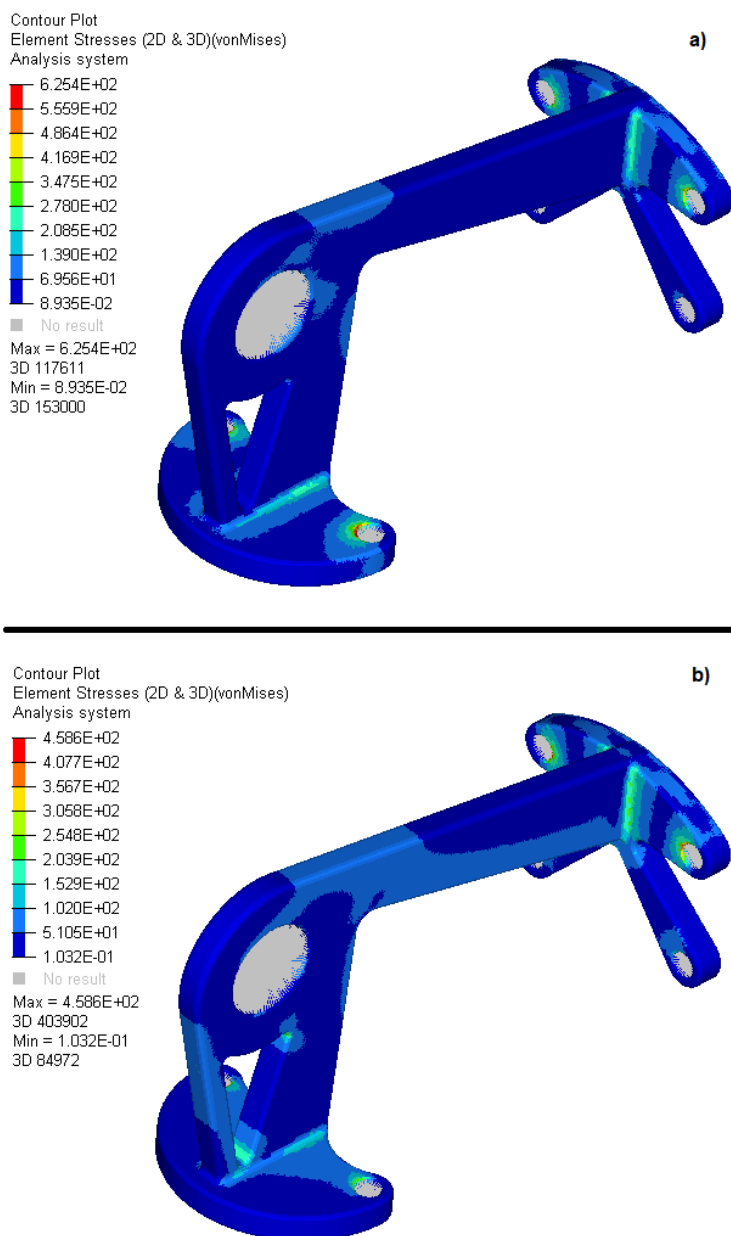 Contour Plot
a)
Element Stresses (2D & 3D)(vonMises)
Analysis system
6.254E+02
5.559E+02
4.864E+02
4.169E+02
3.475E+02
2.780E+02
2.085E+02
1.390E+02
6.956E+01
8.935E-02
No result
Max = 6.254E+02
3D 117611
Min = 8.935E-02
3D 153000
Contour Plot
b)
Element Stresses (2D & 3D)(vonMises)
Analysis system
4.586E+02
4.077E+02
3.567E+02
3.058E+02
2.548E+02
2.039E+02
1.529E+02
1.020E+02
5.105E+01
1.032E-01
No result
Max = 4.586E+02
3D 403902
Min = 1.032E-01
3D 84972